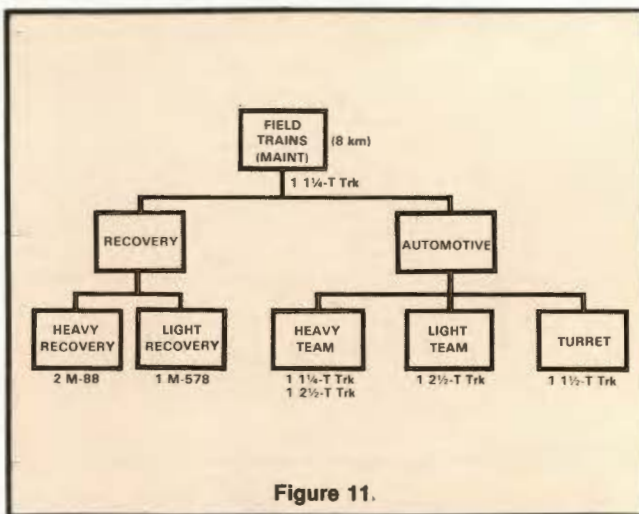 FIELD
TRAINS
(MAINT)
(8 km)
1 1¼-T Trk
RECOVERY
AUTOMOTIVE
HEAVY
RECOVERY
LIGHT
RECOVERY
HEAVY
TEAM
LIGHT
TEAM
TURRET
2 M-88
1 M-578
1 1¼-T Trk
1 2½-T Trk
1 2½-T Trk
1 1½-T Trk
Figure 11.